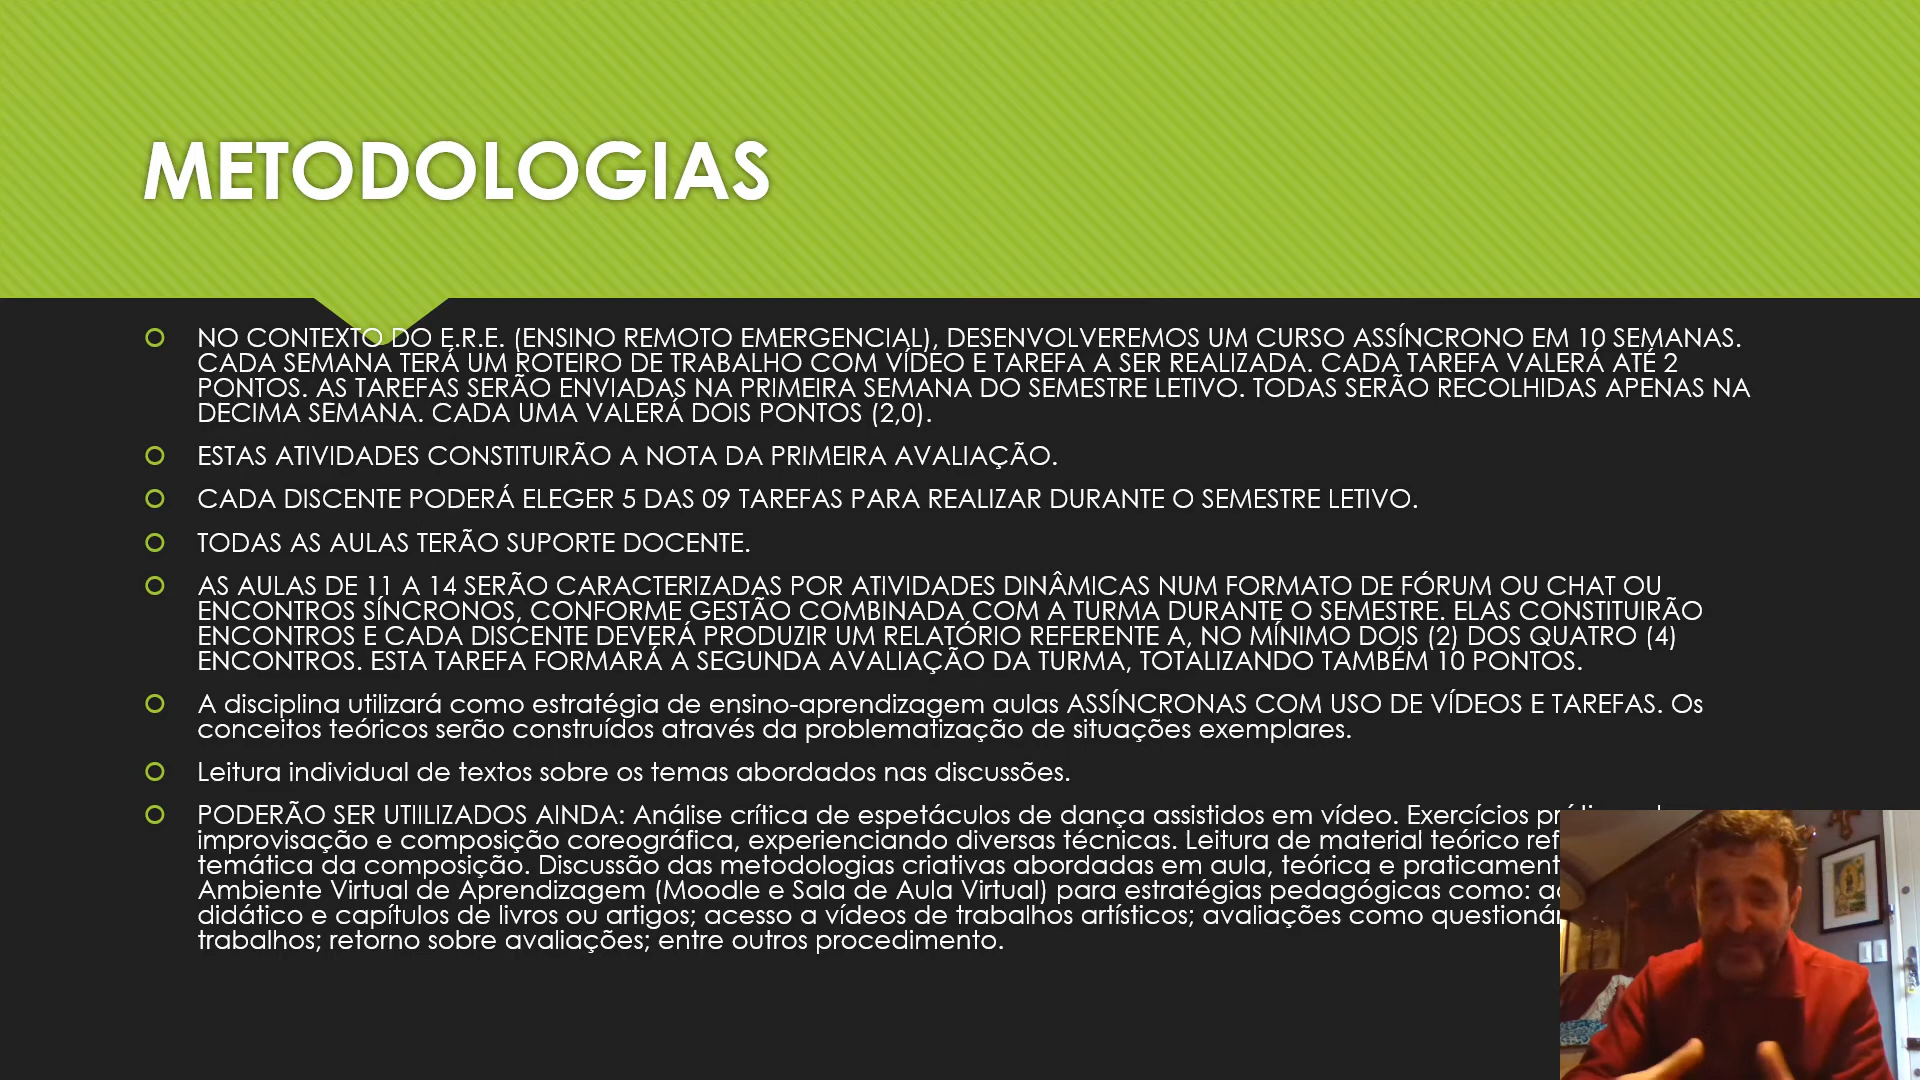 METODOLOGIAS
NO CONTEXTO DO E.R.E. (ENSINO REMOTO EMERGENCIAL), DESENVOLVEREMOS UM CURSO ASSÍNCRONO EM 10 SEMANAS.
CADA SEMANA TERÁ UM ROTEIRO DE TRABALHO COM VÍDEO E TAREFA A SER REALIZADA. CADA TAREFA VALERÁ ATÉ 2
PONTOS. AS TAREFAS SERÃO ENVIADAS NA PRIMEIRA SEMANA DO SEMESTRE LETIVO. TODAS SERÃO RECOLHIDAS APENAS NA
DECIMA SEMANA. CADA UMA VALERÁ DOIS PONTOS (2,0).
ESTAS ATIVIDADES CONSTITUIRÃO A NOTA DA PRIMEIRA AVALIAÇÃO.
CADA DISCENTE PODERÁ ELEGER 5 DAS 09 TAREFAS PARA REALIZAR DURANTE O SEMESTRE LETIVO.
TODAS AS AULAS TERÃO SUPORTE DOCENTE.
AS AULAS DE 11 A 14 SERÃO CARACTERIZADAS POR ATIVIDADES DINÂMICAS NUM FORMATO DE FÓRUM OU CHAT OU
ENCONTROS SÍNCRONOS, CONFORME GESTÃO COMBINADA COM A TURMA DURANTE O SEMESTRE. ELAS CONSTITUIRÃO
ENCONTROS E CADA DISCENTE DEVERÁ PRODUZIR UM RELATÓRIO REFERENTE A, NO MÍNIMO DOIS (2) DOS QUATRO (4)
ENCONTROS. ESTA TAREFA FORMARÁ A SEGUNDA AVALIAÇÃO DA TURMA, TOTALIZANDO TAMBÉM 10 PONTOS.
A disciplina utilizará como estratégia de ensino-aprendizagem aulas ASSÍNCRONAS COM USO DE VÍDEOS E TAREFAS. Os
conceitos teóricos serão construídos através da problematização de situações exemplares.
Leitura individual de textos sobre os temas abordados nas discussões.
PODERÃO SER UTIILIZADOS AINDA: Análise crítica de espetáculos de dança assistidos em vídeo. Exercícios
improvisação e composição coreográfica, experienciando diversas técnicas. Leitura de material teórico
temática da composição. Discussão das metodologias criativas abordadas em aula, teórica e
Ambiente Virtual de Aprendizagem (Moodle e Sala de Aula Virtual) para estratégias pedagógicas como:
didático e capítulos de livros ou artigos; acesso a vídeos de trabalhos artísticos; avaliações como
trabalhos; retorno sobre avaliações; entre outros procedimento.